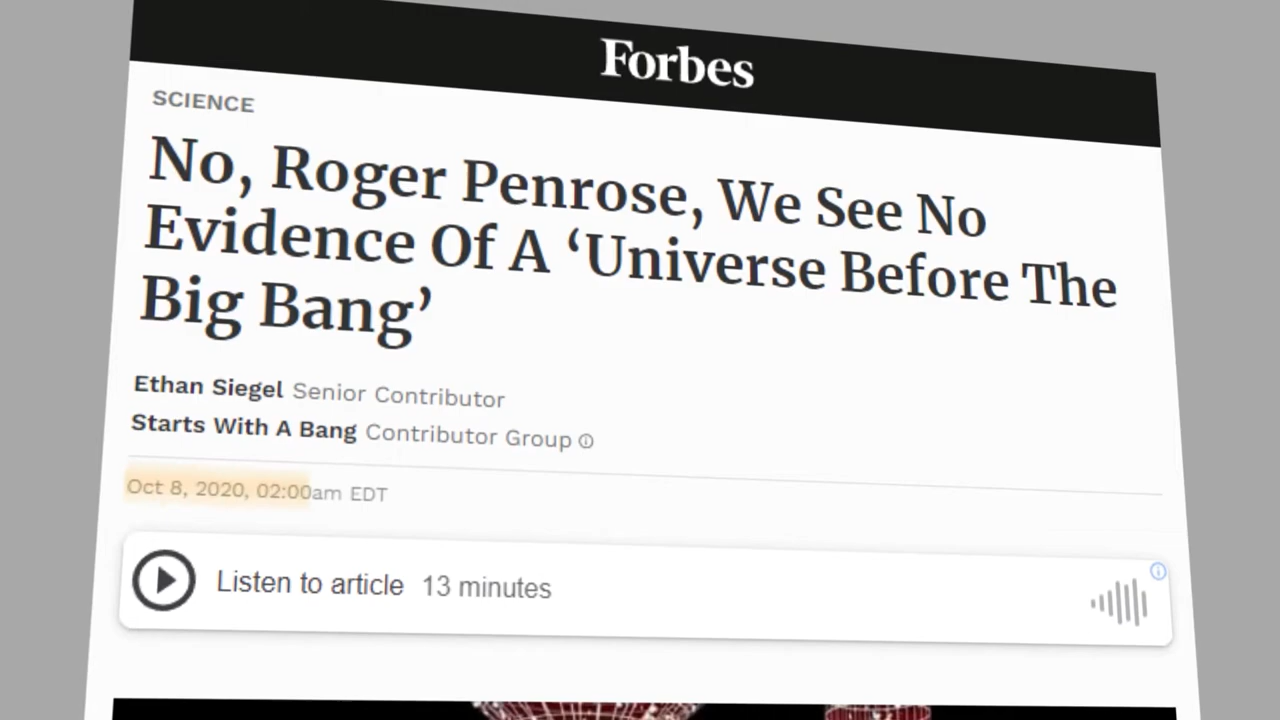 Forbes
SCIENCE
No, Roger Penrose, We See No
Evidence Of A ‘Universe Before The
Big Bang’
Ethan Siegel Senior Contributor
Starts With A Bang Contributor Group
Oct 8, 2020, 02:00am EDT
Listen to article 13 minutes